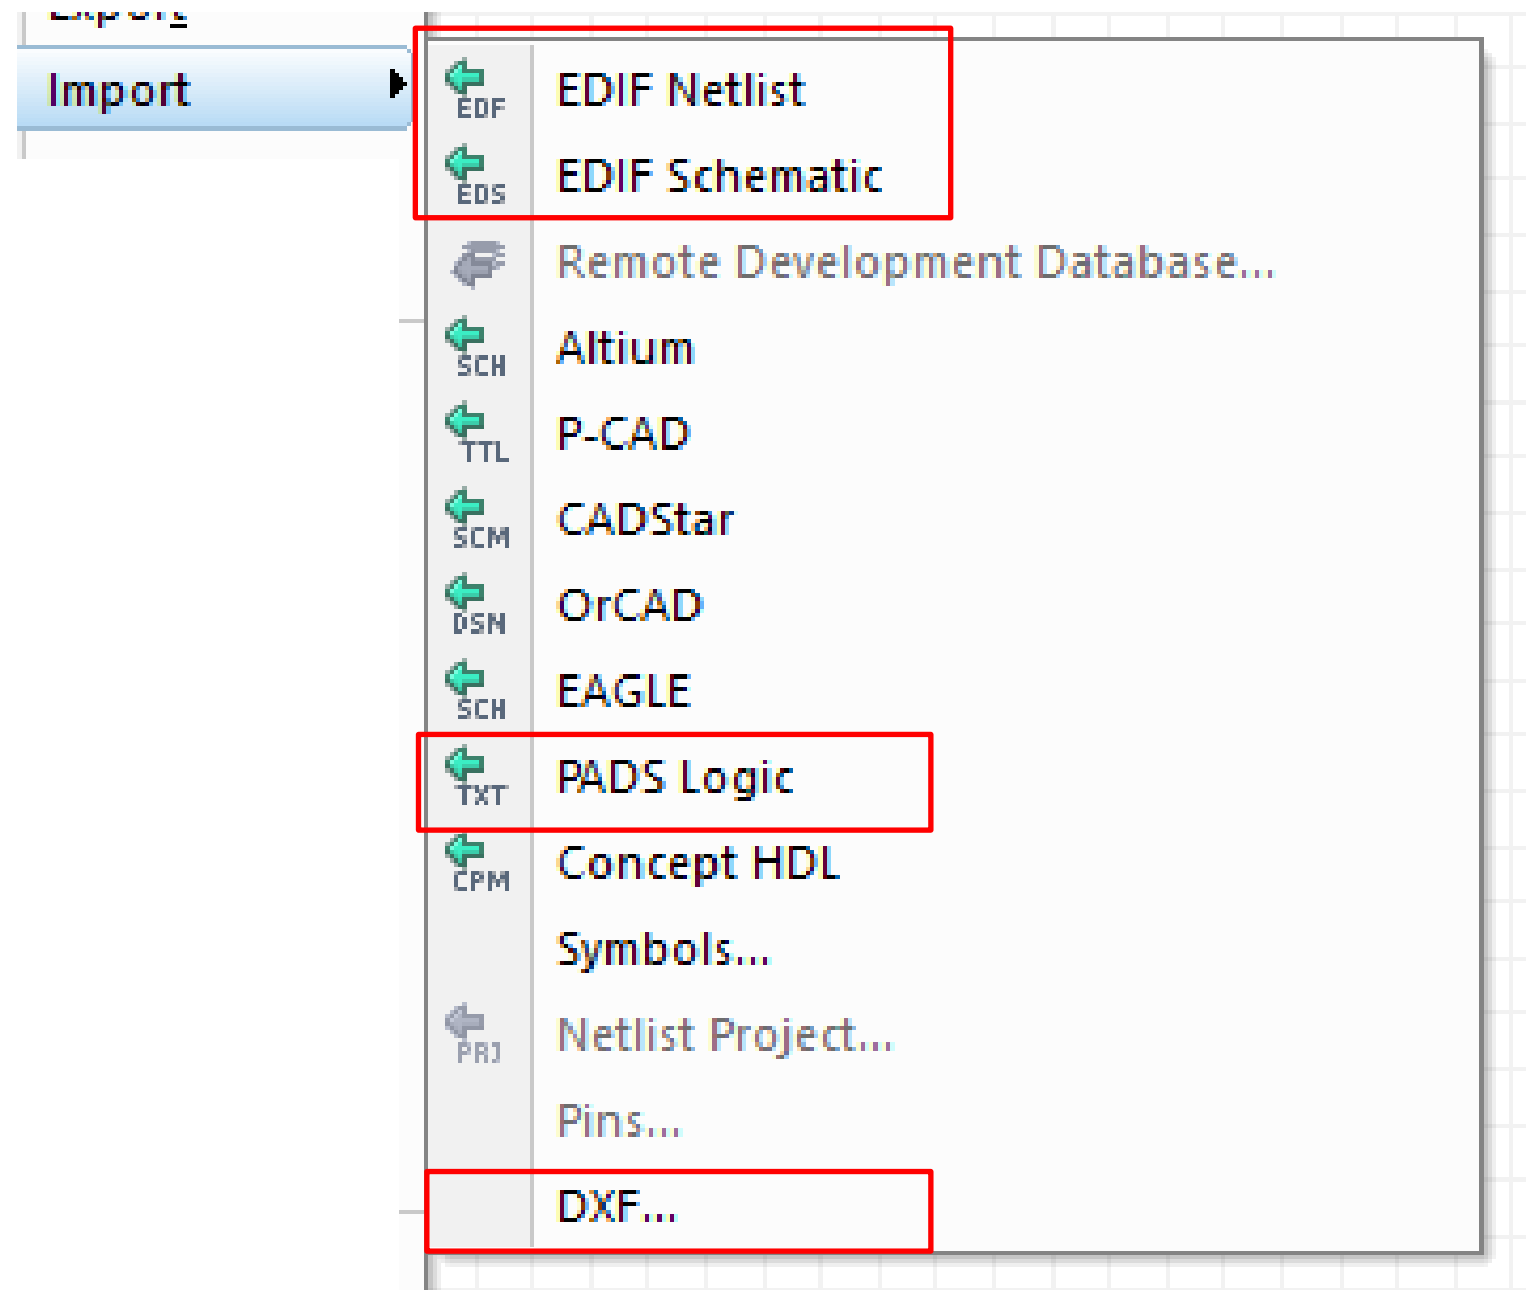 Export
Import
EDF EDIF Netlist
EDS EDIF Schematic
Remote Development Database...
SCH Altium
TTL P-CAD
SCM CADStar
DSN OrCAD
SCH EAGLE
TXT PADS Logic
CPM Concept HDL
Symbols...
PRJ Netlist Project...
Pins...
DXF...